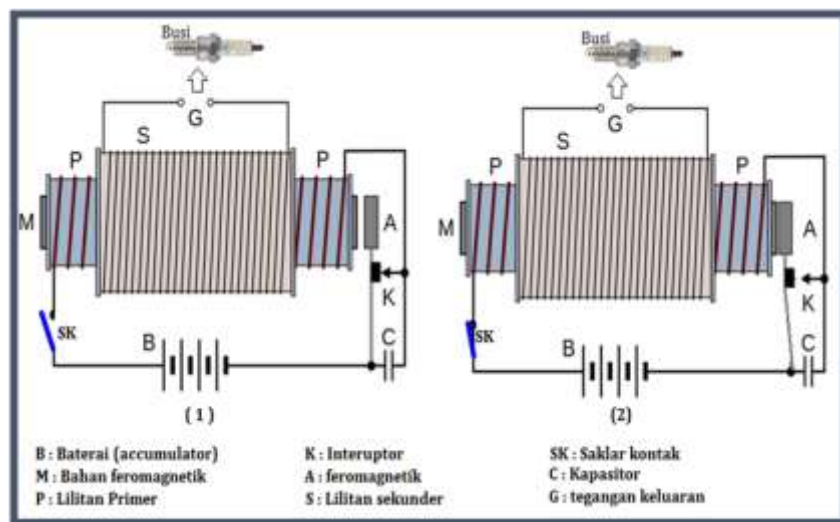 Busi
G
S
P
P
M
A
K
SK
B
C
( 1 )
Busi
G
S
P
P
M
A
K
SK
B
C
(2)
B : Baterai (accumulator)
M : Bahan feromagnetik
P : Lilitan Primer
K : Interuptor
A : feromagnetik
S : Lilitan sekunder
SK : Saklar kontak
C : Kapasitor
G : tegangan keluaran